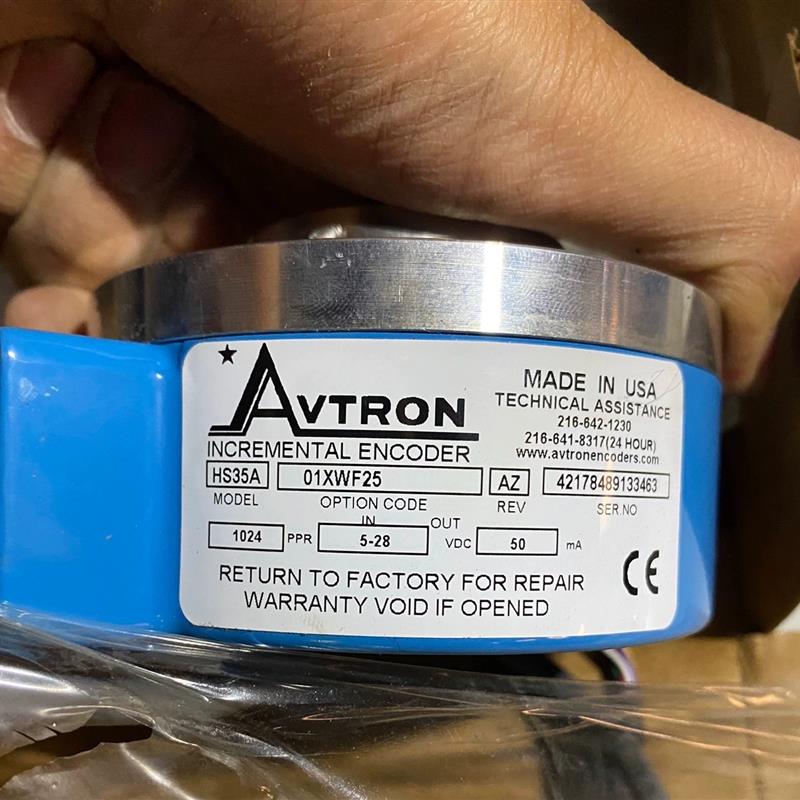 AVTRON
INCREMENTAL ENCODER
MADE IN USA
TECHNICAL ASSISTANCE
216-642-1230
216-641-8317(24 HOUR)
www.avtronencoders.com
HS35A 01XWF25 AZ 42178489133463
MODEL OPTION CODE REV SER.NO
IN OUT
1024 PPR 5-28 VDC 50 mA
RETURN TO FACTORY FOR REPAIR
WARRANTY VOID IF OPENED
CE